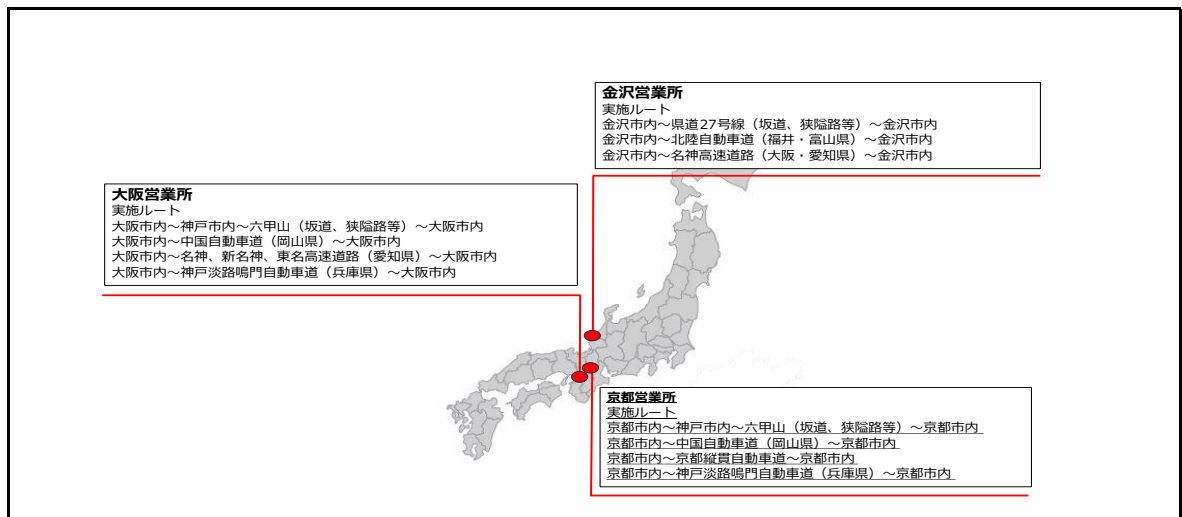 金沢営業所
実施ルート
金沢市内～県道27号線（坂道、狭隘路等）～金沢市内
金沢市内～北陸自動車道（福井・富山県）～金沢市内
金沢市内～名神高速道路（大阪・愛知県）～金沢市内
大阪営業所
実施ルート
大阪市内～神戸市内～六甲山（坂道、狭隘路等）～大阪市内
大阪市内～中国自動車道（岡山県）～大阪市内
大阪市内～名神、新名神、東名高速道路（愛知県）～大阪市内
大阪市内～神戸淡路鳴門自動車道（兵庫県）～大阪市内
京都営業所
実施ルート
京都市内～神戸市内～六甲山（坂道、狭隘路等）～京都市内
京都市内～中国自動車道（岡山県）～京都市内
京都市内～京都縦貫自動車道～京都市内
京都市内～神戸淡路鳴門自動車道（兵庫県）～京都市内